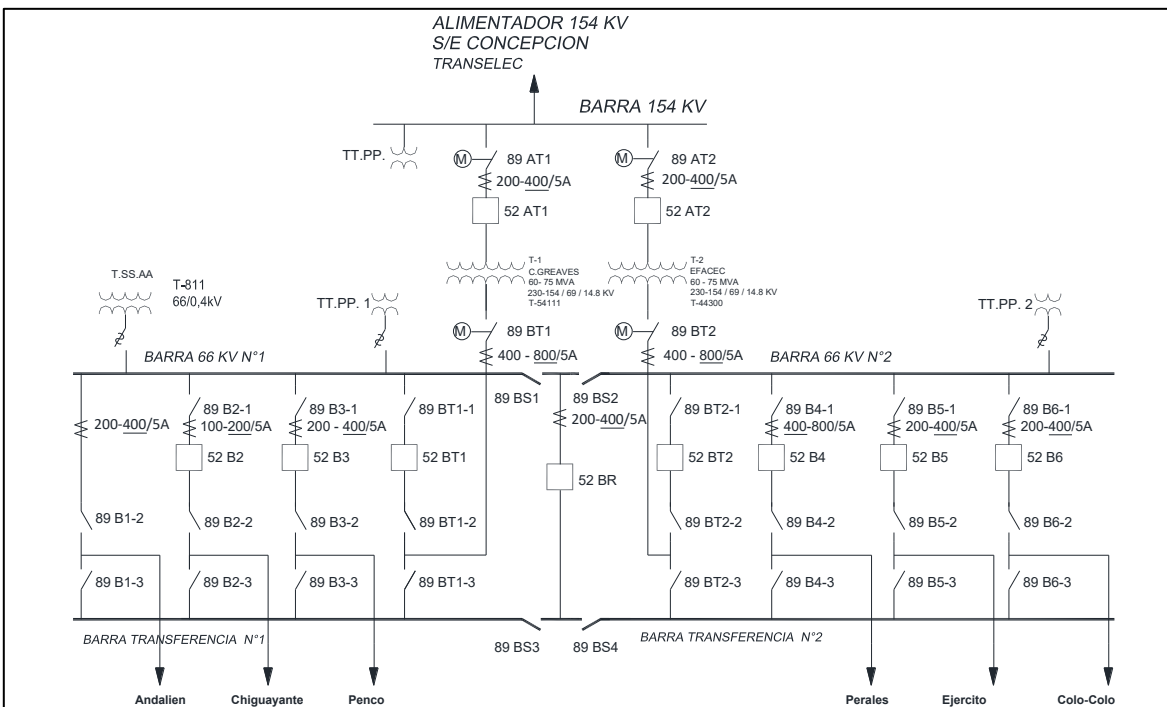 ALIMENTADOR 154 KV
S/E CONCEPCION
TRANSELEC
BARRA 154 KV
TT.PP.
M
89 AT1
200-400/5A
52 AT1
M
89 AT2
200-400/5A
52 AT2
T-1
C.GREAVES
60- 75 MVA
230-154 / 69 / 14.8 KV
T-54111
T-2
EFACEC
60 - 75 MVA
230-154 / 69 / 14.8 KV
T-44300
T.SS.AA
T-811
66/0,4kV
TT.PP. 1
TT.PP. 2
M
89 BT1
400 - 800/5A
M
89 BT2
400 - 800/5A
BARRA 66 KV N°1
BARRA 66 KV N°2
89 BS1
89 BS2
200-400/5A
89 B2-1
100-200/5A
89 B3-1
200 - 400/5A
89 BT1-1
200-400/5A
89 BT2-1
89 B4-1
400-800/5A
89 B5-1
200-400/5A
89 B6-1
200-400/5A
52 B2
52 B3
52 BT1
52 BR
52 BT2
52 B4
52 B5
52 B6
89 B1-2
89 B2-2
89 B3-2
89 BT1-2
89 BT2-2
89 B4-2
89 B5-2
89 B6-2
89 B1-3
89 B2-3
89 B3-3
89 BT1-3
89 BT2-3
89 B4-3
89 B5-3
89 B6-3
BARRA TRANSFERENCIA N°1
89 BS3
89 BS4
BARRA TRANSFERENCIA N°2
Andalien
Chiguayante
Penco
Perales
Ejercito
Colo-Colo